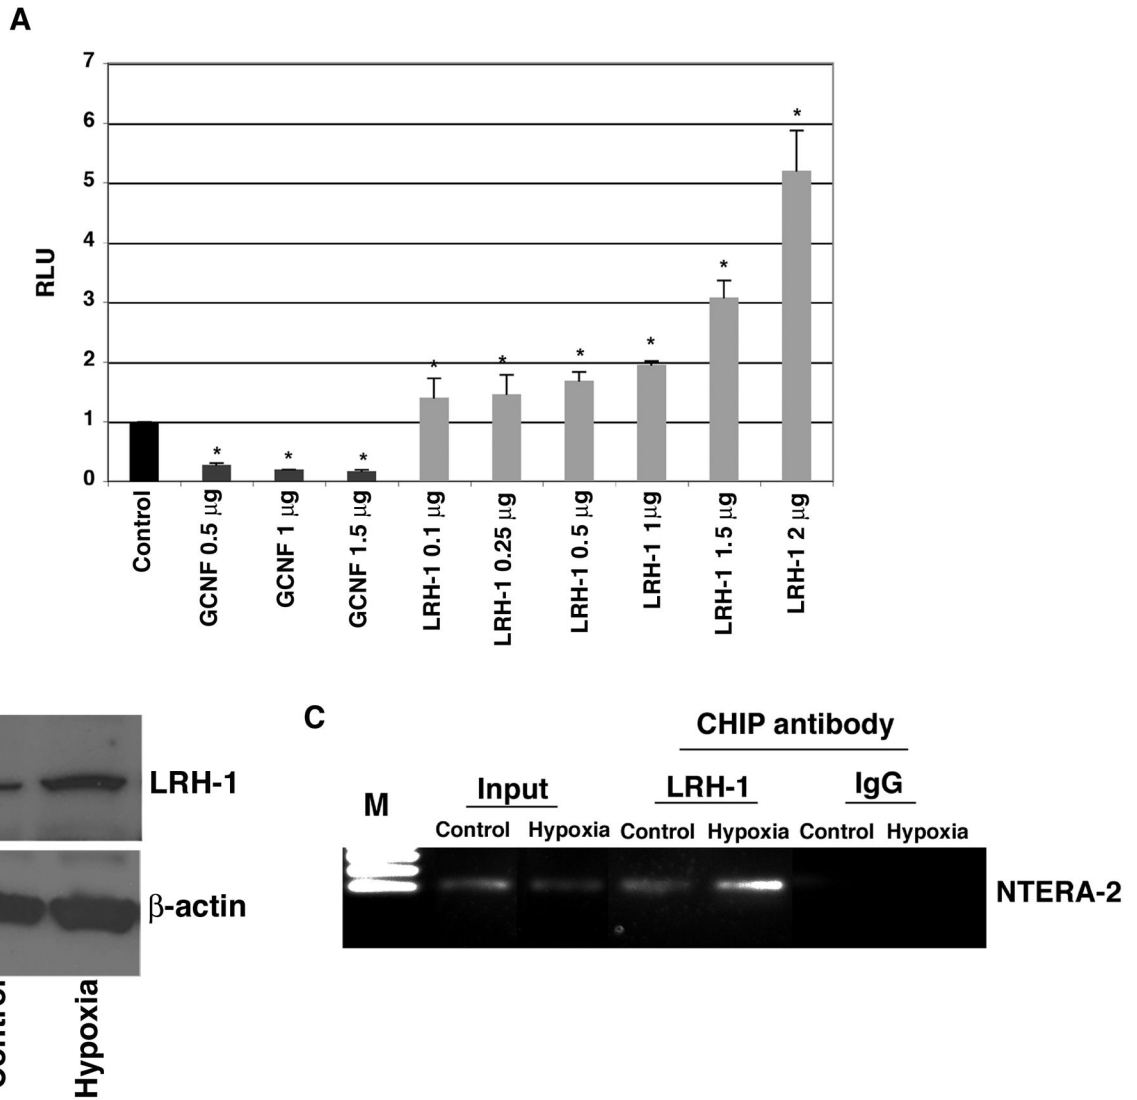 A
7
6
5
4
3
2
1
0
RLU
*
*
*
*
*
*
*
*
*
Control
GCNF 0.5 μg
GCNF 1 μg
GCNF 1.5 μg
LRH-1 0.1 μg
LRH-1 0.25 μg
LRH-1 0.5 μg
LRH-1 1μg
LRH-1 1.5 μg
LRH-1 2 μg
LRH-1
β-actin
Hypoxia
C
CHIP antibody
M
Input
LRH-1
IgG
Control Hypoxia Control Hypoxia Control Hypoxia
NTERA-2